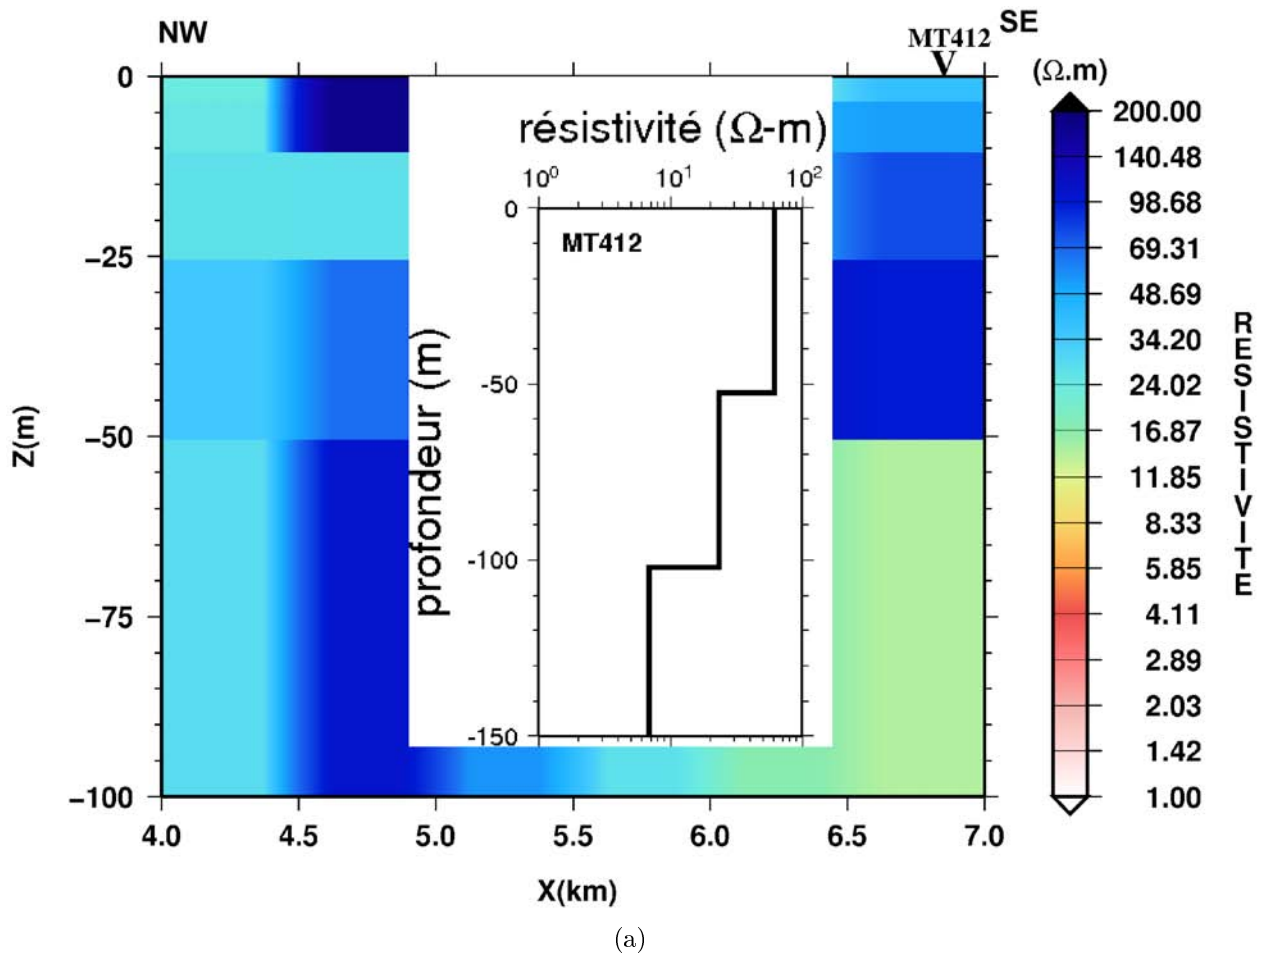 NW
MT412
V
SE
(Ω.m)
0
−25
−50
−75
−100
Z(m)
4.0 4.5 5.0 5.5 6.0 6.5 7.0
X(km)
résistivité (Ω-m)
10⁰ 10¹ 10²
MT412
0
-50
-100
-150
profondeur (m)
200.00
140.48
98.68
69.31
48.69
34.20
24.02
16.87
11.85
8.33
5.85
4.11
2.89
2.03
1.42
1.00
RESISTIVITE
(a)